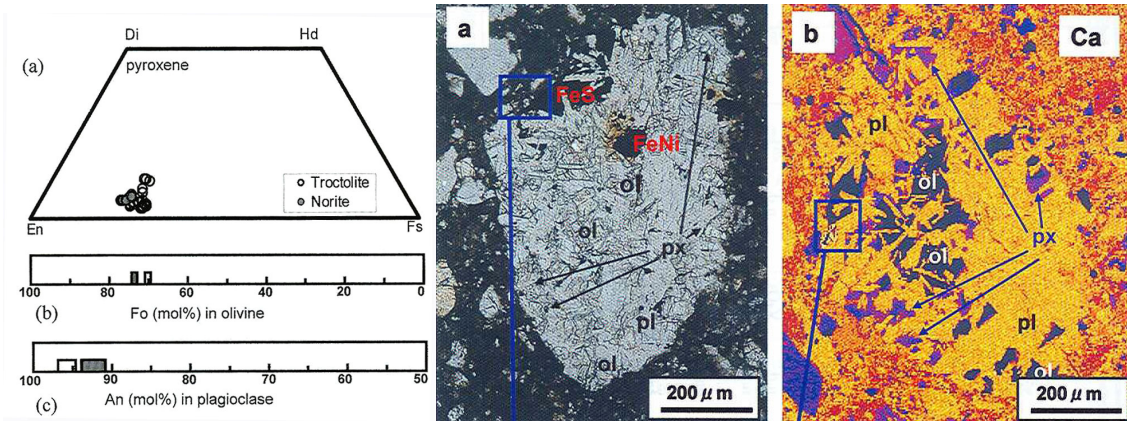 Di Hd
(a) pyroxene
Troctolite
Norite
En Fs
100 80 60 40 20 0
(b) Fo (mol%) in olivine
100 90 80 70 60 50
(c) An (mol%) in plagioclase
a
FeS
FeNi
ol
ol
px
pl
ol
200 μm
b Ca
pl
ol
px
ol
pl
ol
200 μm